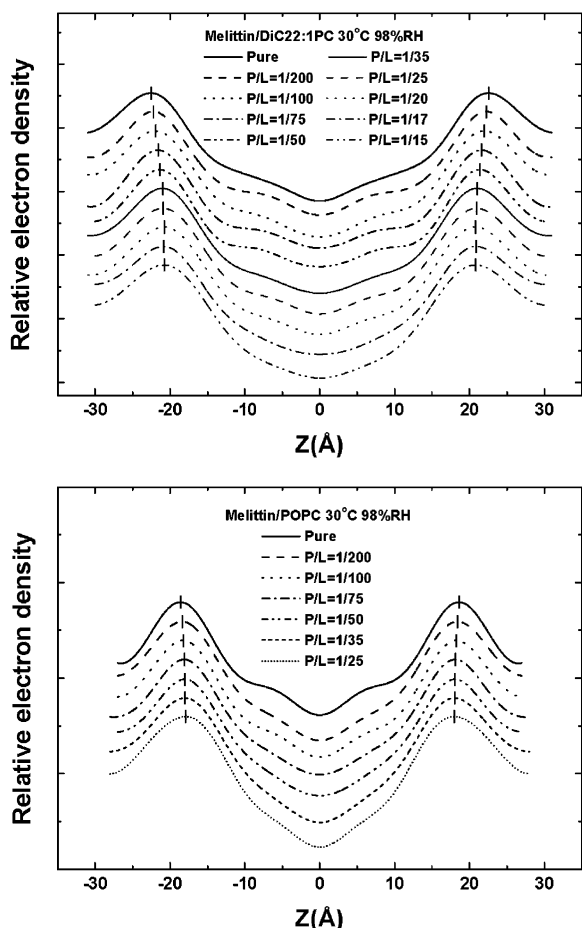 Melittin/DiC22:1PC 30°C 98%RH
Pure P/L=1/35
P/L=1/200 P/L=1/25
P/L=1/100 P/L=1/20
P/L=1/75 P/L=1/17
P/L=1/50 P/L=1/15
Relative electron density
-30 -20 -10 0 10 20 30
Z(Å)
Melittin/POPC 30°C 98%RH
Pure
P/L=1/200
P/L=1/100
P/L=1/75
P/L=1/50
P/L=1/35
P/L=1/25
Relative electron density
-30 -20 -10 0 10 20 30
Z(Å)